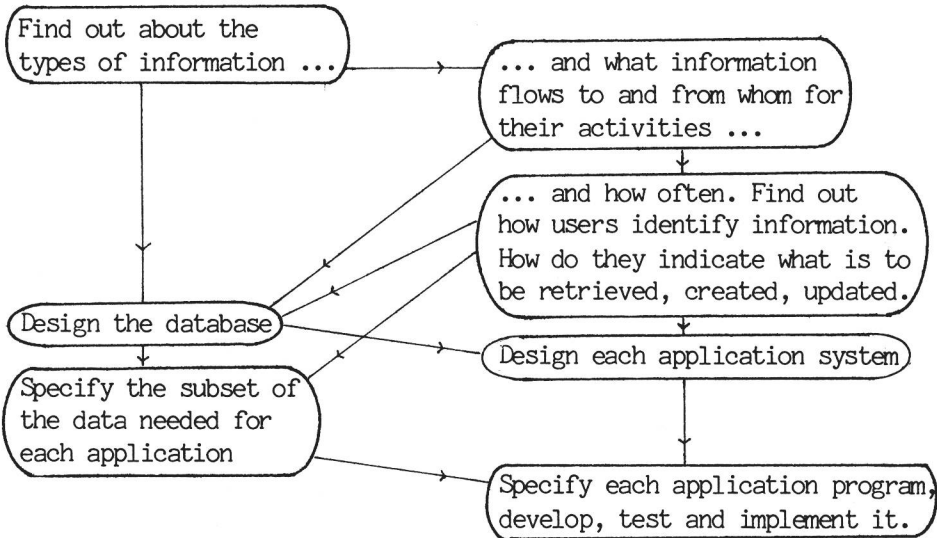 Find out about the
types of information ...
... and what information
flows to and from whom for
their activities ...
... and how often. Find out
how users identify information.
How do they indicate what is to
be retrieved, created, updated.
Design the database
Design each application system
Specify the subset of
the data needed for
each application
Specify each application program,
develop, test and implement it.